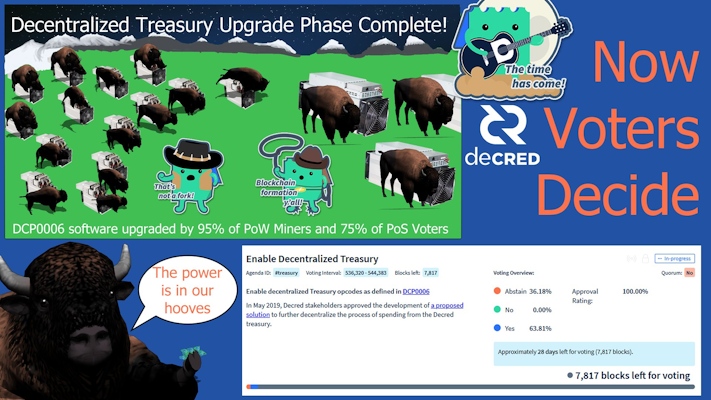 Decentralized Treasury Upgrade Phase Complete!
The time
has come!
Now
Voters
Decide
decRED
That's
not a fork!
Blockchain
formation
y'all!
DCP0006 software upgraded by 95% of PoW Miners and 75% of PoS Voters
The power
is in our
hooves
Enable Decentralized Treasury
In-progress
Agenda ID: #treasury Voting Interval: 536,320 - 544,383 Blocks left: 7,817
Voting Overview: Quorum: No
Enable decentralized Treasury opcodes as defined in DCP0006
In May 2019, Decred stakeholders approved the development of a proposed
solution to further decentralize the process of spending from the Decred
treasury.
Abstain 36.18%
No 0.00%
Yes 63.81%
Approval
Rating:
100.00%
Approximately 28 days left for voting (7,817 blocks).
7,817 blocks left for voting